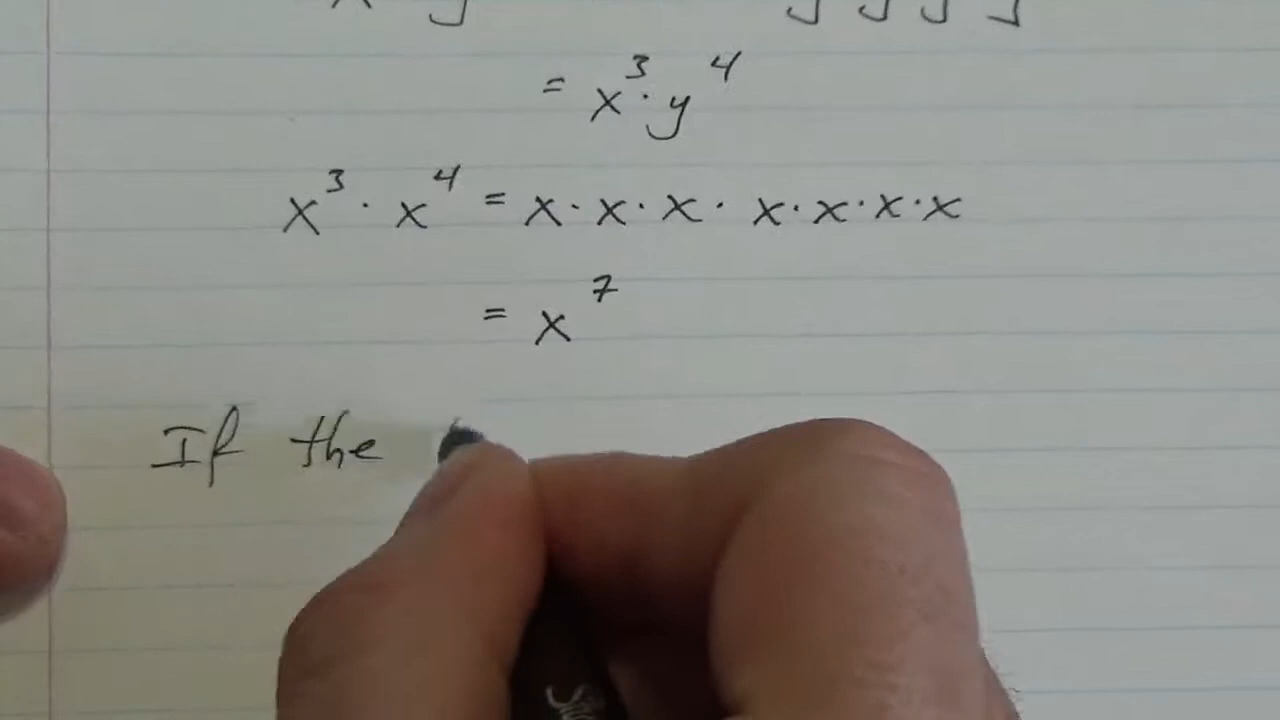 = x³ · y⁴
x³ · x⁴ = x · x · x · x · x · x · x
= x⁷
If the